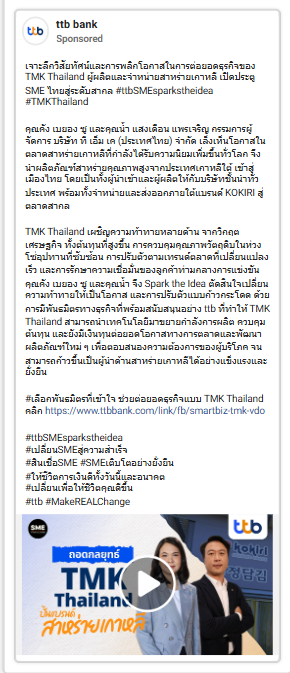 ttb bank
Sponsored
เจาะลึกวิสัยทัศน์และการพลิกโอกาสในการต่อยอดธุรกิจของ
TMK Thailand ผู้ผลิตและจำหน่ายสาหร่ายเกาหลี เปิดประตู
SME ไทยสู่ระดับสากล #ttbSMEsparkstheidea
#TMKThailand
คุณคัง เบยอง ชู และคุณน้ำ แสงเดือน แพรเจริญ กรรมการผู้
จัดการ บริษัท ที เอ็ม เค (ประเทศไทย) จำกัด เล็งเห็นโอกาสใน
ตลาดสาหร่ายเกาหลีที่กำลังได้รับความนิยมเพิ่มขึ้นทั่วโลก จึง
นำผลิตภัณฑ์สาหร่ายคุณภาพสูงจากประเทศเกาหลีใต้ เข้าสู่
เมืองไทย โดยเป็นทั้งผู้นำเข้าและผู้ผลิตให้กับบริษัทชั้นนำทั่ว
ประเทศ พร้อมทั้งจำหน่ายและส่งออกภายใต้แบรนด์ KOKIRI สู่
ตลาดสากล
TMK Thailand เผชิญความท้าทายหลายด้าน จากวิกฤต
เศรษฐกิจ ทั้งต้นทุนที่สูงขึ้น การควบคุมคุณภาพวัตถุดิบในห่วง
โซ่อุปทานที่ซับซ้อน การปรับตัวตามเทรนด์ตลาดที่เปลี่ยนแปลง
เร็ว และการรักษาความเชื่อมั่นของลูกค้าท่ามกลางการแข่งขัน
คุณคัง เบยอง ชู และคุณน้ำ จึง Spark the Idea ตัดสินใจเปลี่ยน
ความท้าทายให้เป็นโอกาส และการปรับตัวแบบก้าวกระโดด ด้วย
การมีพันธมิตรทางธุรกิจที่พร้อมสนับสนุนอย่าง ttb ที่ทำให้ TMK
Thailand สามารถนำเทคโนโลยีมาขยายกำลังการผลิต ควบคุม
ต้นทุน และยังมีเงินทุนต่อยอดโอกาสทางการตลาดและพัฒนา
ผลิตภัณฑ์ใหม่ ๆ เพื่อตอบสนองความต้องการของผู้บริโภค จน
สามารถก้าวขึ้นเป็นผู้นำด้านสาหร่ายเกาหลีได้อย่างแข็งแรงและ
ยั่งยืน
#เลือกพันธมิตรที่เข้าใจ ช่วยต่อยอดธุรกิจแบบ TMK Thailand
คลิก https://www.ttbbank.com/link/fb/smartbiz-tmk-vdo
#ttbSMEsparkstheidea
#เปลี่ยนSMEสู่ความสำเร็จ
#สินเชื่อSME #SMEเติบโตอย่างยั่งยืน
#ให้ชีวิตการเงินดีทั้งวันนี้และอนาคต
#เปลี่ยนเพื่อให้ชีวิตคุณดีขึ้น
#ttb #MakeREALChange
SME
ttb
ถอดกลยุทธ์
TMK
Thailand
ปั้นแบรนด์
สาหร่ายเกาหลี
kokiri